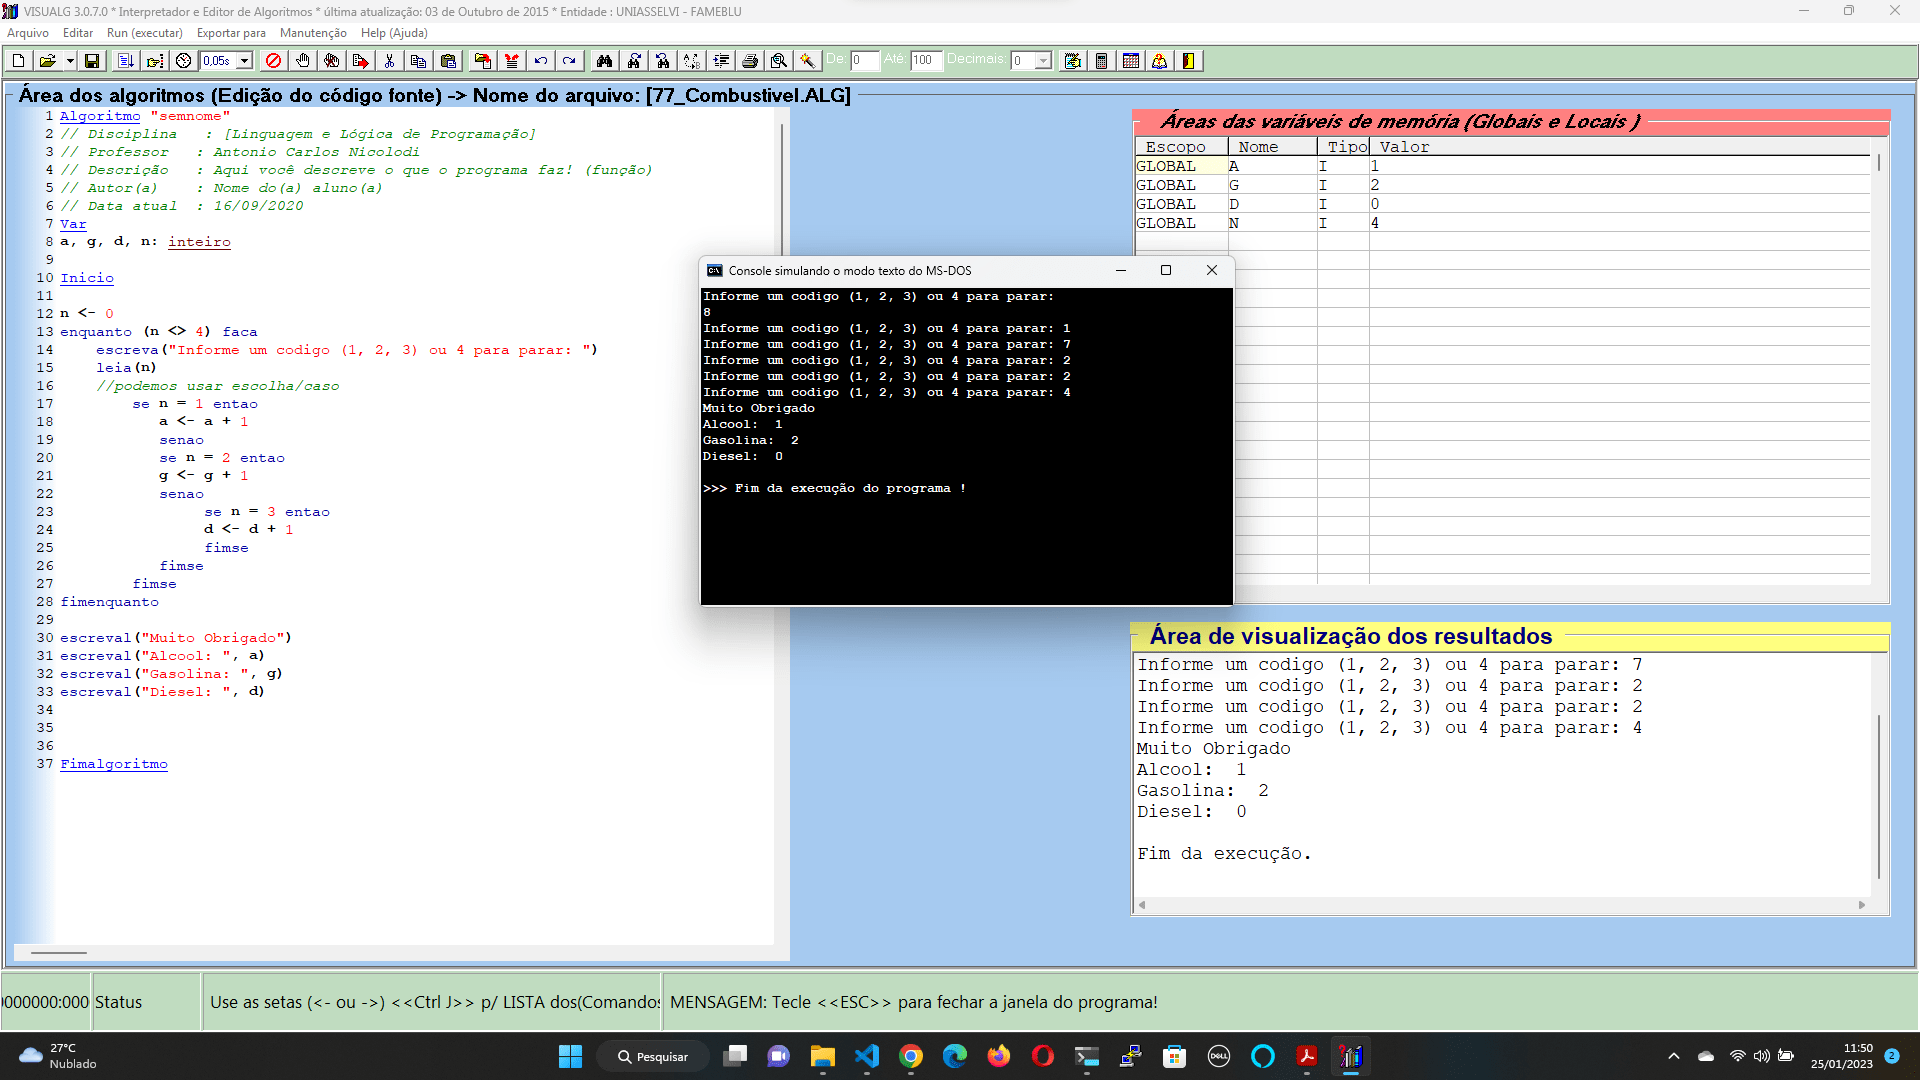 VISUALG 3.0.7.0 * Interpretador e Editor de Algoritmos * última atualização: 03 de Outubro de 2015 * Entidade : UNIASSELVI - FAMEBLU
Arquivo Editar Run (executar) Exportar para Manutenção Help (Ajuda)
0,05s De: 0 Até: 100 Decimais: 0
Área dos algoritmos (Edição do código fonte) -> Nome do arquivo: [77_Combustivel.ALG]
1 Algoritmo "semnome"
2 // Disciplina : [Linguagem e Lógica de Programação]
3 // Professor : Antonio Carlos Nicolodi
4 // Descrição : Aqui você descreve o que o programa faz! (função)
5 // Autor(a) : Nome do(a) aluno(a)
6 // Data atual : 16/09/2020
7 Var
8 a, g, d, n: inteiro
9
10 Inicio
11
12 n <- 0
13 enquanto (n <> 4) faca
14 escreva("Informe um codigo (1, 2, 3) ou 4 para parar: ")
15 leia(n)
16 //podemos usar escolha/caso
17 se n = 1 entao
18 a <- a + 1
19 senao
20 se n = 2 entao
21 g <- g + 1
22 senao
23 se n = 3 entao
24 d <- d + 1
25 fimse
26 fimse
27 fimse
28 fimenquanto
29
30 escreval("Muito Obrigado")
31 escreval("Alcool: ", a)
32 escreval("Gasolina: ", g)
33 escreval("Diesel: ", d)
34
35
36
37 Fimalgoritmo
Áreas das variáveis de memória (Globais e Locais )
Escopo Nome Tipo Valor
GLOBAL A I 1
GLOBAL G I 2
GLOBAL D I 0
GLOBAL N I 4
Console simulando o modo texto do MS-DOS
Informe um codigo (1, 2, 3) ou 4 para parar:
8
Informe um codigo (1, 2, 3) ou 4 para parar: 1
Informe um codigo (1, 2, 3) ou 4 para parar: 7
Informe um codigo (1, 2, 3) ou 4 para parar: 2
Informe um codigo (1, 2, 3) ou 4 para parar: 2
Informe um codigo (1, 2, 3) ou 4 para parar: 4
Muito Obrigado
Alcool: 1
Gasolina: 2
Diesel: 0
>>> Fim da execução do programa !
Área de visualização dos resultados
Informe um codigo (1, 2, 3) ou 4 para parar: 7
Informe um codigo (1, 2, 3) ou 4 para parar: 2
Informe um codigo (1, 2, 3) ou 4 para parar: 2
Informe um codigo (1, 2, 3) ou 4 para parar: 4
Muito Obrigado
Alcool: 1
Gasolina: 2
Diesel: 0
Fim da execução.
0000000:000 Status Use as setas (<- ou ->) <<Ctrl J>> p/ LISTA dos(Comandos MENSAGEM: Tecle <<ESC>> para fechar a janela do programa!
27°C
Nublado
Pesquisar
DELL
11:50
25/01/2023
2